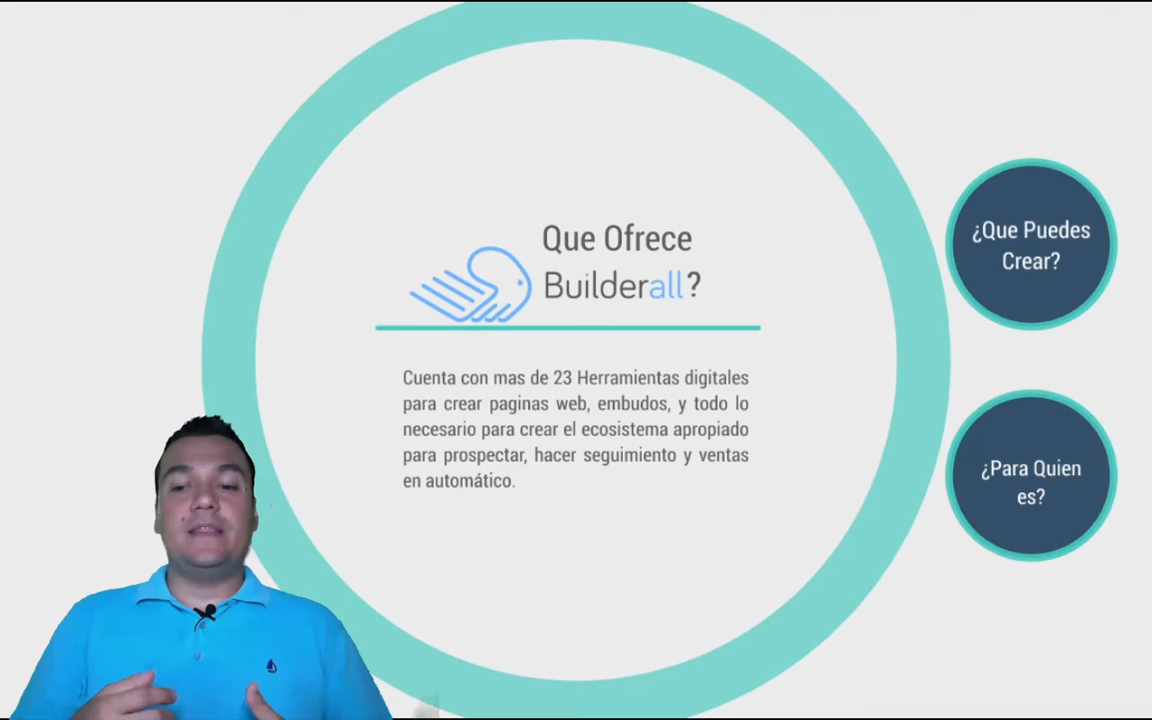 Que Ofrece
Builderall?
Cuenta con mas de 23 Herramientas digitales
para crear paginas web, embudos, y todo lo
necesario para crear el ecosistema apropiado
para prospectar, hacer seguimiento y ventas
en automático.
¿Que Puedes
Crear?
¿Para Quien
es?